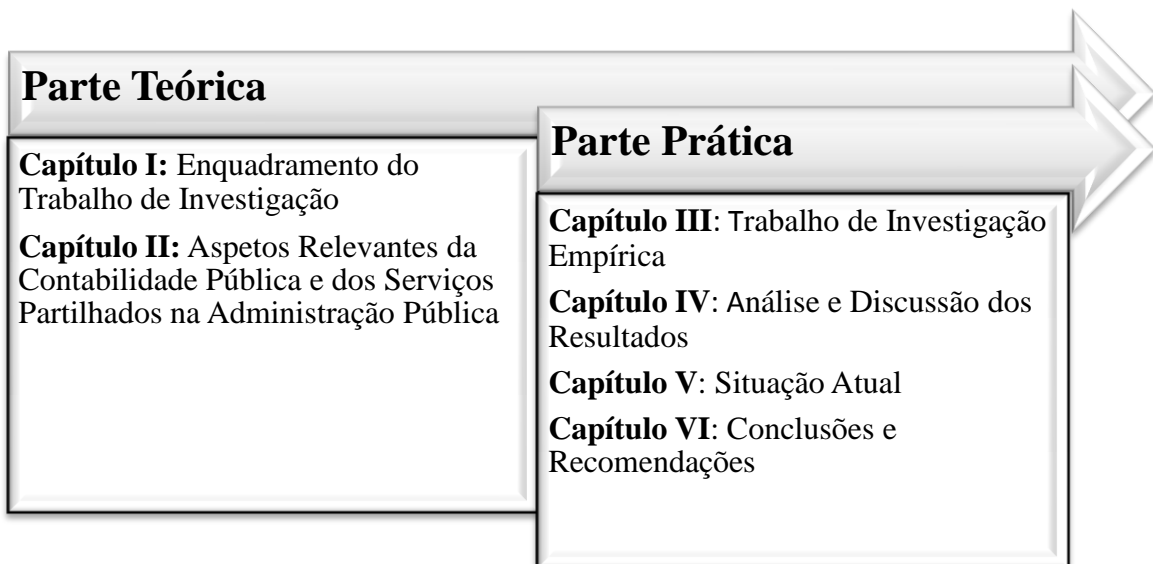 Parte Teórica
Capítulo I: Enquadramento do
Trabalho de Investigação
Capítulo II: Aspetos Relevantes da
Contabilidade Pública e dos Serviços
Partilhados na Administração Pública
Parte Prática
Capítulo III: Trabalho de Investigação
Empírica
Capítulo IV: Análise e Discussão dos
Resultados
Capítulo V: Situação Atual
Capítulo VI: Conclusões e
Recomendações